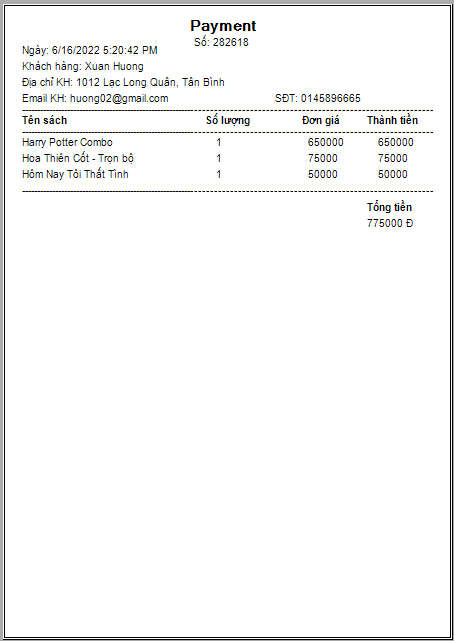 Payment
Số: 282618
Ngày: 6/16/2022 5:20:42 PM
Khách hàng: Xuan Huong
Địa chỉ KH: 1012 Lạc Long Quân, Tân Bình
Email KH: huong02@gmail.com SĐT: 0145896665
Tên sách Số lượng Đơn giá Thành tiền
Harry Potter Combo 1 650000 650000
Hoa Thiên Cốt - Trọn bộ 1 75000 75000
Hôm Nay Tôi Thất Tình 1 50000 50000
Tổng tiền
775000 Đ